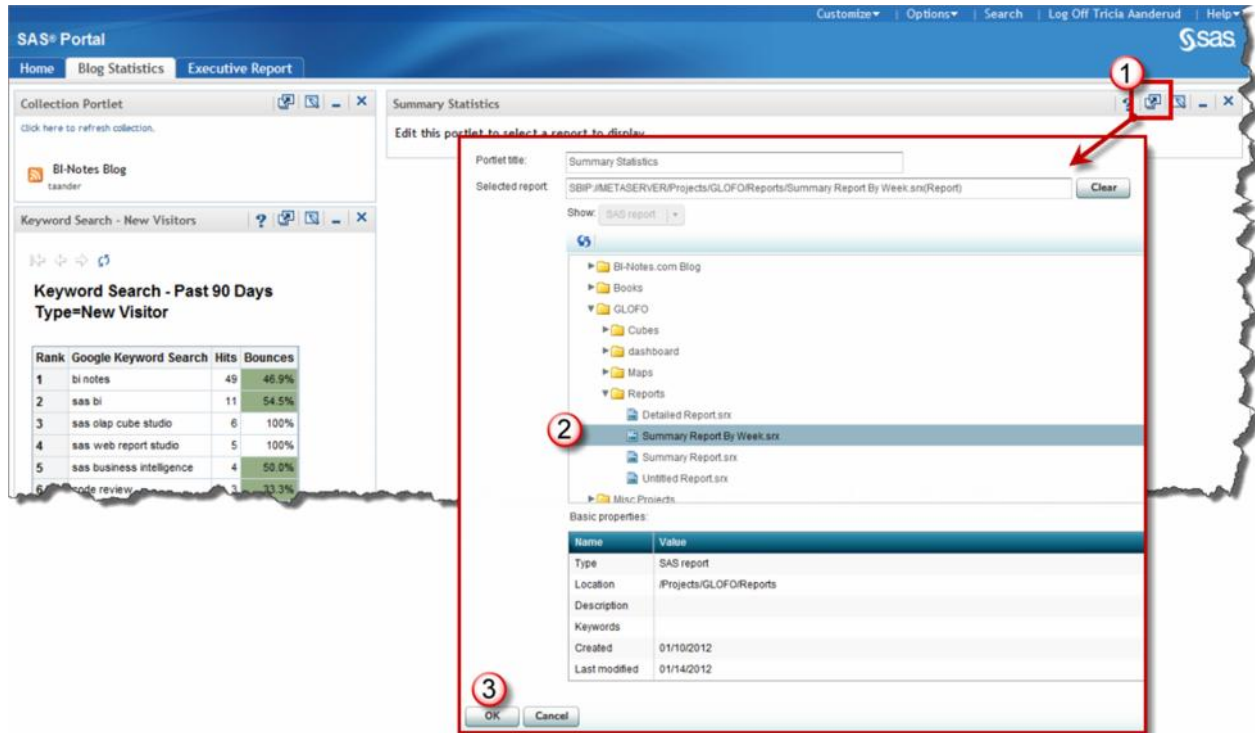 Customize▾ | Options▾ | Search | Log Off Tricia Aanderud | Help▾
SAS® Portal
sas
Home Blog Statistics Executive Report
1
Collection Portlet
Click here to refresh collection.
BI-Notes Blog
taander
Keyword Search - New Visitors ?
Keyword Search - Past 90 Days
Type=New Visitor
Rank Google Keyword Search Hits Bounces
1 bi notes 49 46.9%
2 sas bi 11 54.5%
3 sas olap cube studio 6 100%
4 sas web report studio 5 100%
5 sas business intelligence 4 50.0%
6 code review 3 33.3%
Summary Statistics ?
Edit this portlet to select a report to display
Portlet title: Summary Statistics
Selected report SBIP://METASERVER/Projects/GLOFO/Reports/Summary Report By Week.srx(Report) Clear
Show: SAS report
BI-Notes.com Blog
Books
GLOFO
Cubes
dashboard
Maps
Reports
Detailed Report.srx
2
Summary Report By Week.srx
Summary Report.srx
Untitled Report.srx
Misc Projects
Basic properties:
Name Value
Type SAS report
Location /Projects/GLOFO/Reports
Description
Keywords
Created 01/10/2012
Last modified 01/14/2012
3
OK Cancel